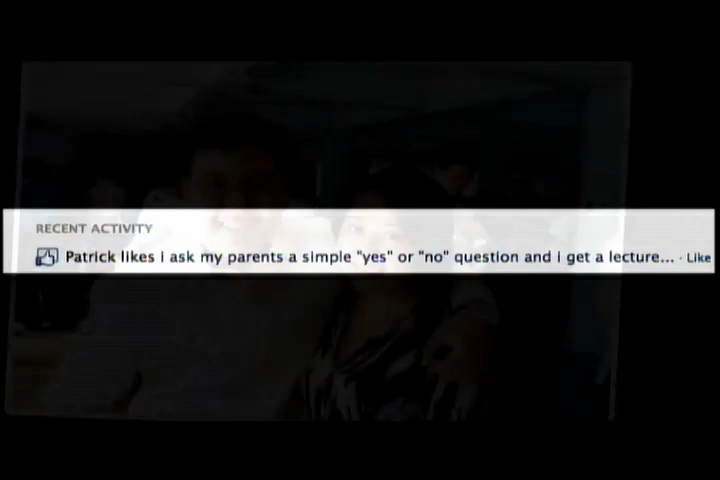 RECENT ACTIVITY
Patrick likes i ask my parents a simple "yes" or "no" question and i get a lecture... · Like